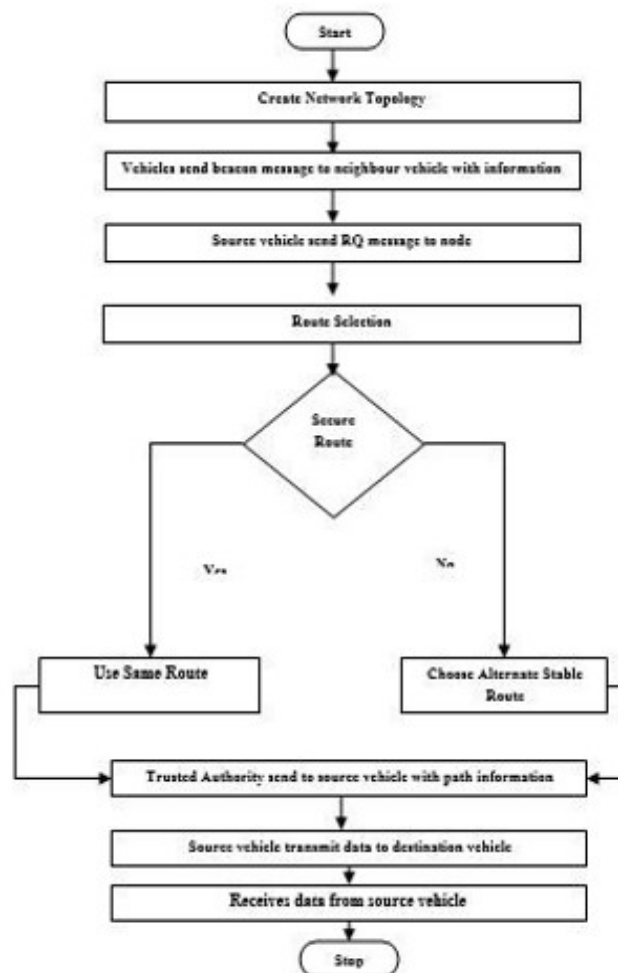 Start
Create Network Topology
Vehicles send beacon message to neighbour vehicle with information
Source vehicle send RQ message to node
Route Selection
Secure
Route
Yes
No
Use Same Route
Choose Alternate Stable
Route
Trusted Authority send to source vehicle with path information
Source vehicle transmit data to destination vehicle
Receives data from source vehicle
Stop